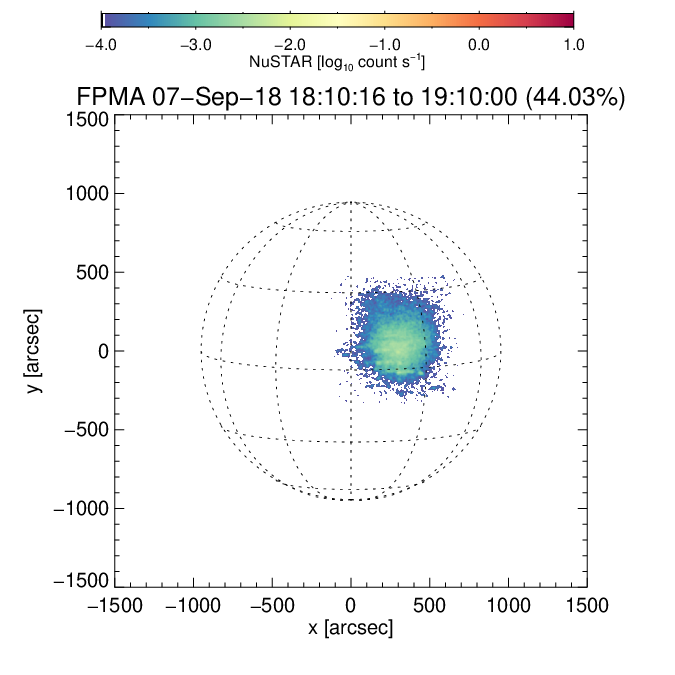 −4.0 −3.0 −2.0 −1.0 0.0 1.0
NuSTAR [log₁₀ count s⁻¹]
FPMA 07−Sep−18 18:10:16 to 19:10:00 (44.03%)
1500
1000
500
0
−500
−1000
−1500
y [arcsec]
−1500 −1000 −500 0 500 1000 1500
x [arcsec]